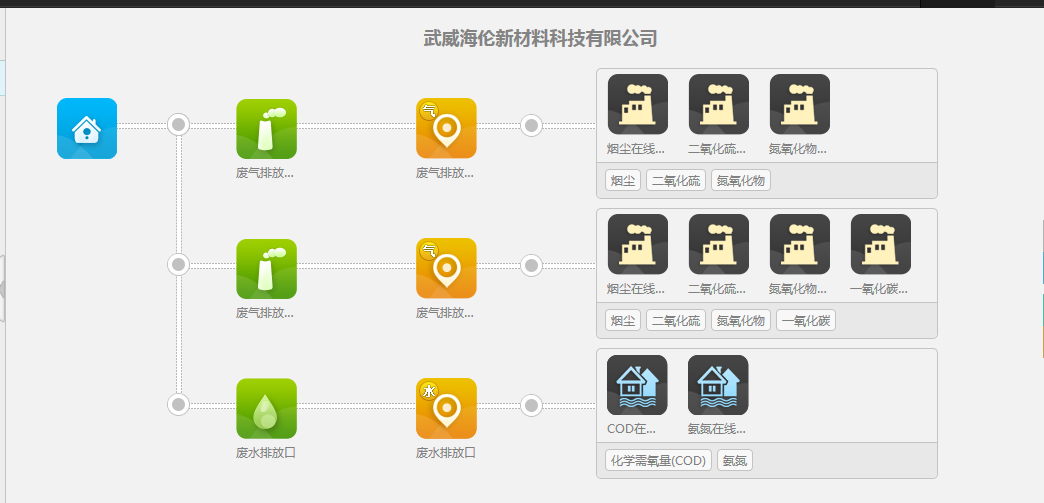 武威海伦新材料科技有限公司
气
烟尘在线... 二氧化硫... 氮氧化物...
废气排放... 废气排放...
烟尘 二氧化硫 氮氧化物
气
烟尘在线... 二氧化硫... 氮氧化物... 一氧化碳...
废气排放... 废气排放...
烟尘 二氧化硫 氮氧化物 一氧化碳
水
COD在... 氨氮在线...
废水排放口 废水排放口
化学需氧量(COD) 氨氮